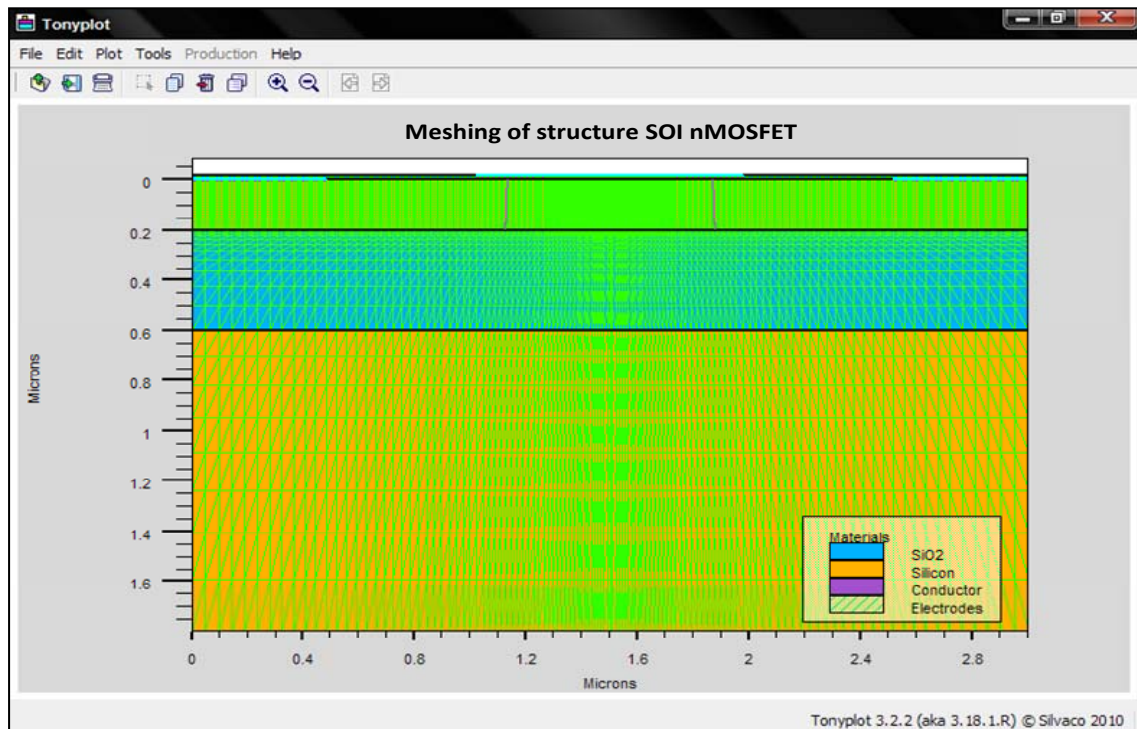 Tonyplot
File Edit Plot Tools Production Help
Meshing of structure SOI nMOSFET
0
0.2
0.4
0.6
0.8
1
1.2
1.4
1.6
Microns
Materials
SiO2
Silicon
Conductor
Electrodes
0 0.4 0.8 1.2 1.6 2 2.4 2.8
Microns
Tonyplot 3.2.2 (aka 3.18.1.R) © Silvaco 2010